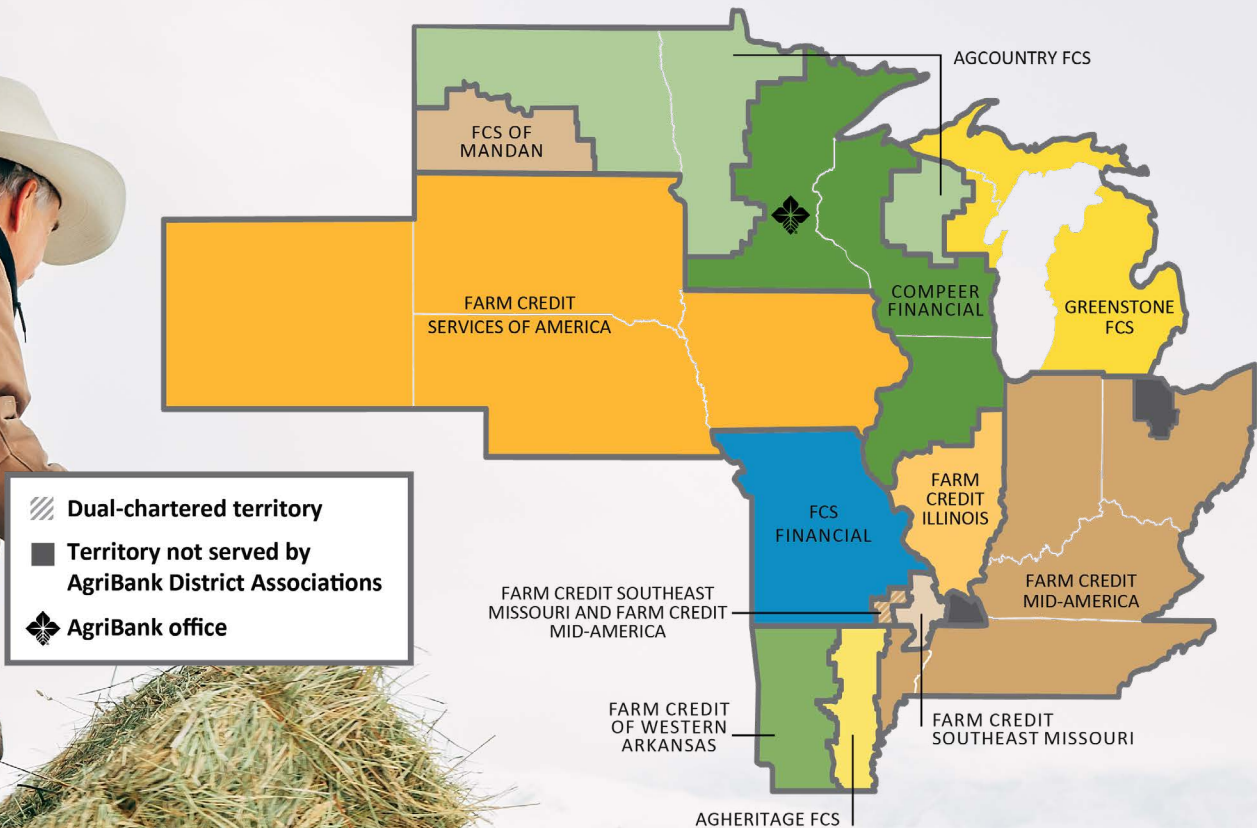 AGCOUNTRY FCS
FCS OF
MANDAN
FARM CREDIT
SERVICES OF AMERICA
COMPEER
FINANCIAL
GREENSTONE
FCS
FARM
CREDIT
ILLINOIS
FCS
FINANCIAL
FARM CREDIT
MID-AMERICA
FARM CREDIT SOUTHEAST
MISSOURI AND FARM CREDIT
MID-AMERICA
FARM CREDIT
OF WESTERN
ARKANSAS
FARM CREDIT
SOUTHEAST MISSOURI
AGHERITAGE FCS
Dual-chartered territory
Territory not served by
AgriBank District Associations
AgriBank office